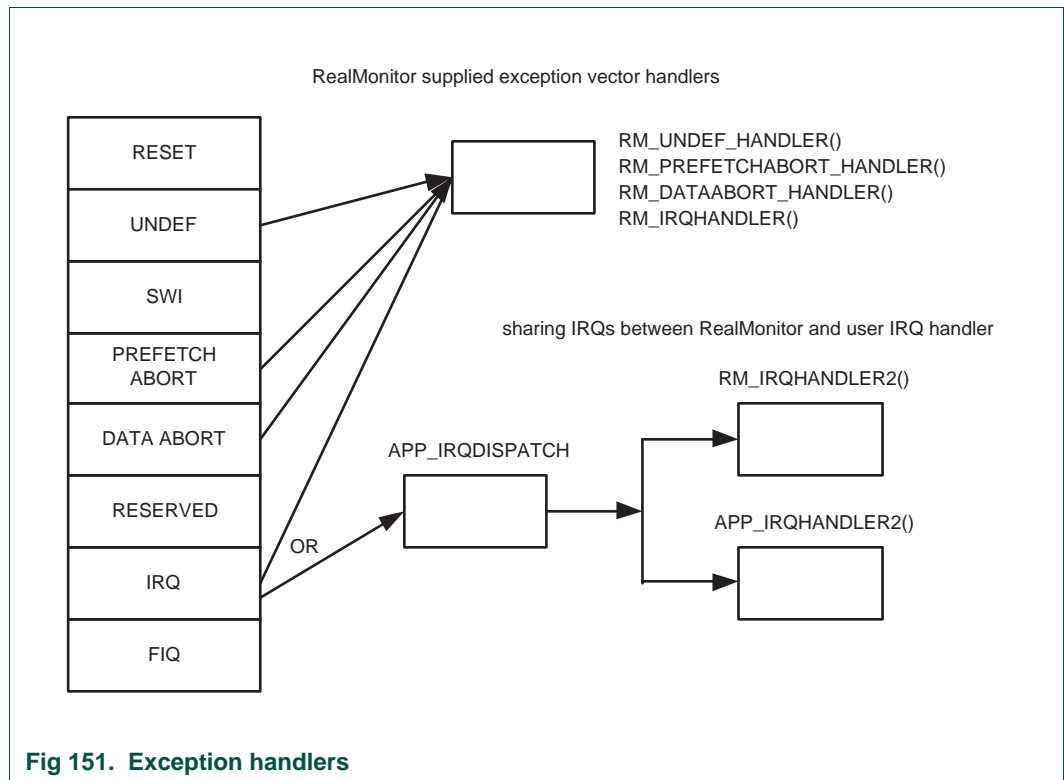 RealMonitor supplied exception vector handlers
RESET
UNDEF
SWI
PREFETCH
ABORT
DATA ABORT
RESERVED
IRQ
FIQ
RM_UNDEF_HANDLER()
RM_PREFETCHABORT_HANDLER()
RM_DATAABORT_HANDLER()
RM_IRQHANDLER()
sharing IRQs between RealMonitor and user IRQ handler
RM_IRQHANDLER2()
APP_IRQDISPATCH
OR
APP_IRQHANDLER2()
Fig 151. Exception handlers